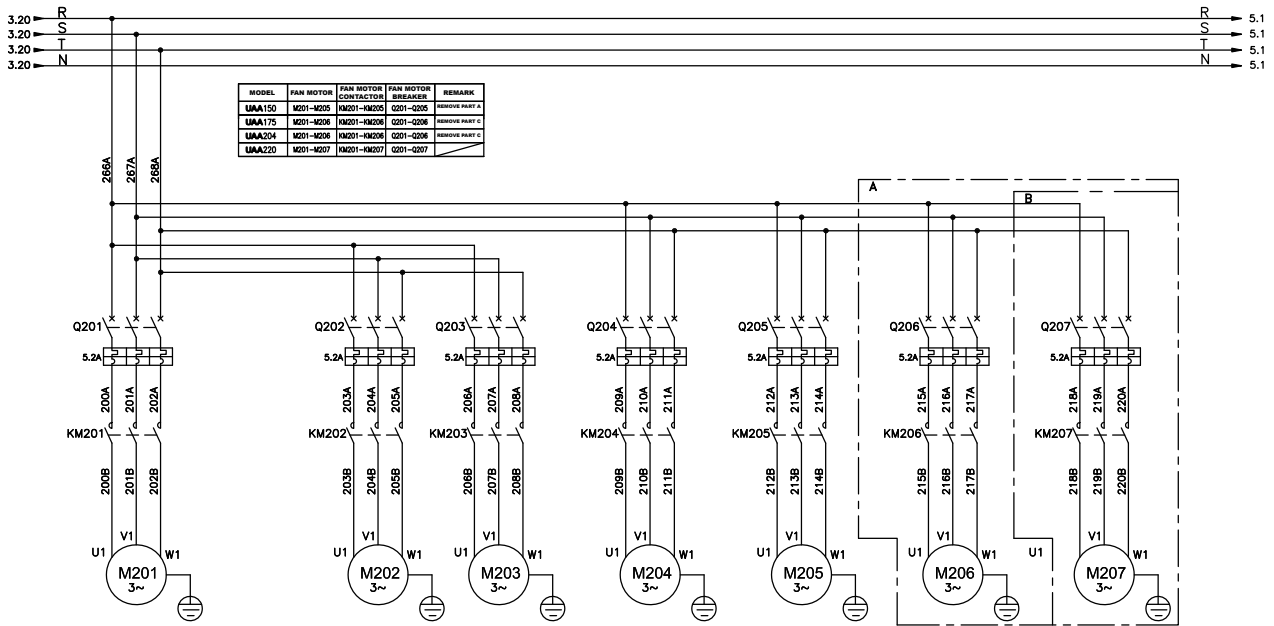 3.20 R R 5.1
3.20 S S 5.1
3.20 T T 5.1
3.20 N N 5.1
MODEL FAN MOTOR FAN MOTOR CONTACTOR FAN MOTOR BREAKER REMARK
UAA150 M201-M205 KM201-KM205 Q201-Q205 REMOVE PART A
UAA175 M201-M206 KM201-KM206 Q201-Q206 REMOVE PART C
UAA204 M201-M206 KM201-KM206 Q201-Q206 REMOVE PART C
UAA220 M201-M207 KM201-KM207 Q201-Q207
266A 267A 268A
A
B
Q201 Q202 Q203 Q204 Q205 Q206 Q207
5.2A 5.2A 5.2A 5.2A 5.2A 5.2A 5.2A
200A 201A 202A 203A 204A 205A 206A 207A 208A 209A 210A 211A 212A 213A 214A 215A 216A 217A 218A 219A 220A
KM201 KM202 KM203 KM204 KM205 KM206 KM207
200B 201B 202B 203B 204B 205B 206B 207B 208B 209B 210B 211B 212B 213B 214B 215B 216B 217B 218B 219B 220B
V1 V1 V1 V1 V1 V1 V1
U1 W1 U1 W1 U1 W1 U1 W1 U1 W1 U1 W1 U1 W1
M201 M202 M203 M204 M205 M206 M207
3~ 3~ 3~ 3~ 3~ 3~ 3~